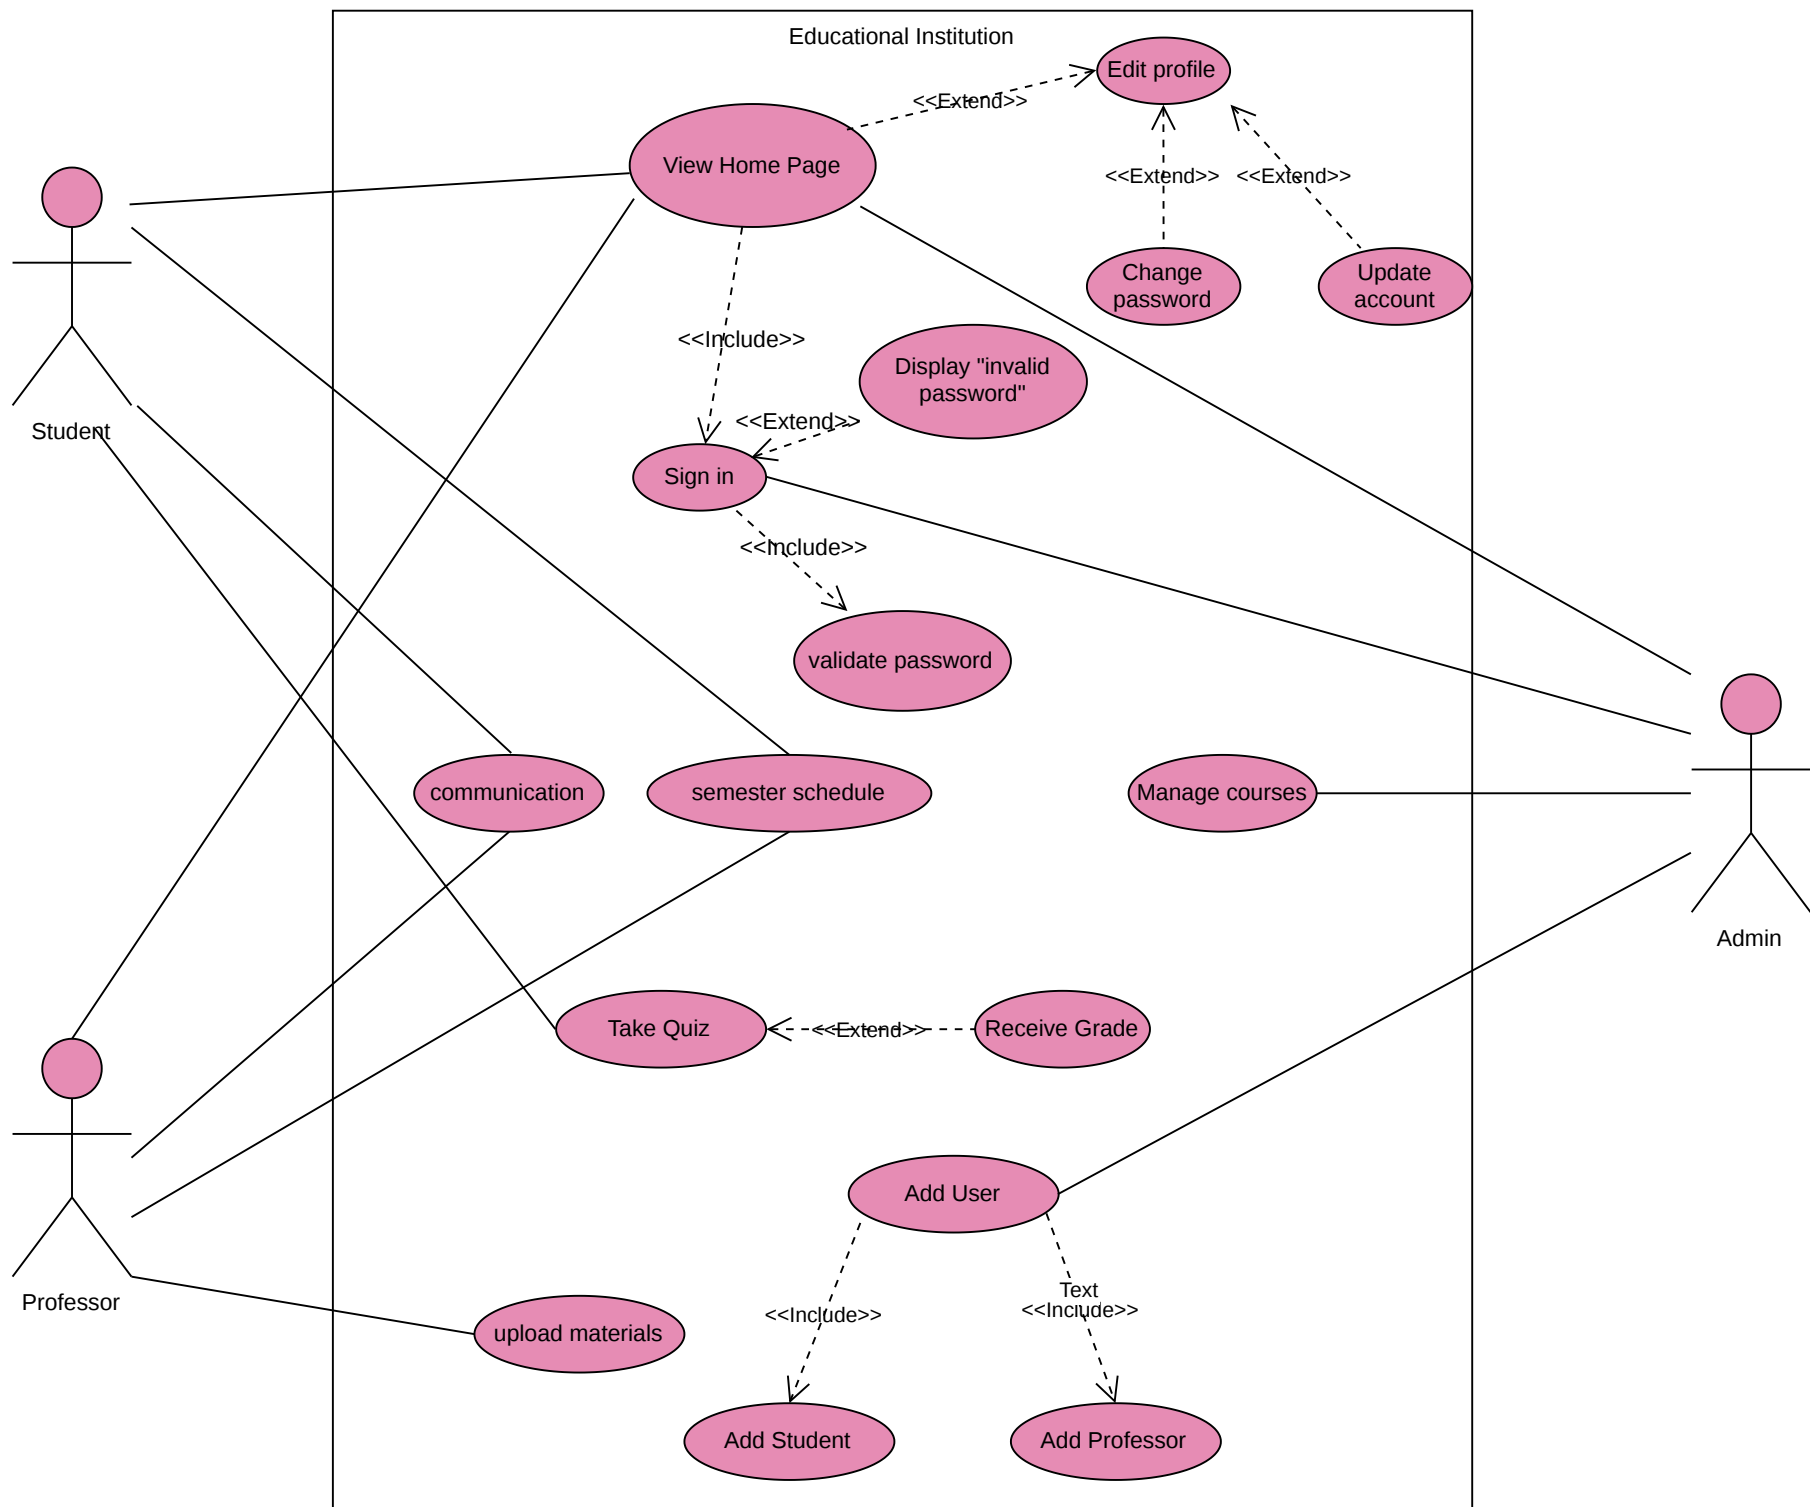 Educational Institution
Edit profile
<<Extend>>
View Home Page
<<Extend>>
<<Extend>>
Change
password
Update
account
<<Include>>
Display "invalid
password"
<<Extend>>
Student
Sign in
<<Include>>
validate password
communication
semester schedule
Manage courses
Admin
Take Quiz
<<Extend>>
Receive Grade
Add User
Professor
Text
<<Include>>
<<Include>>
upload materials
Add Student
Add Professor